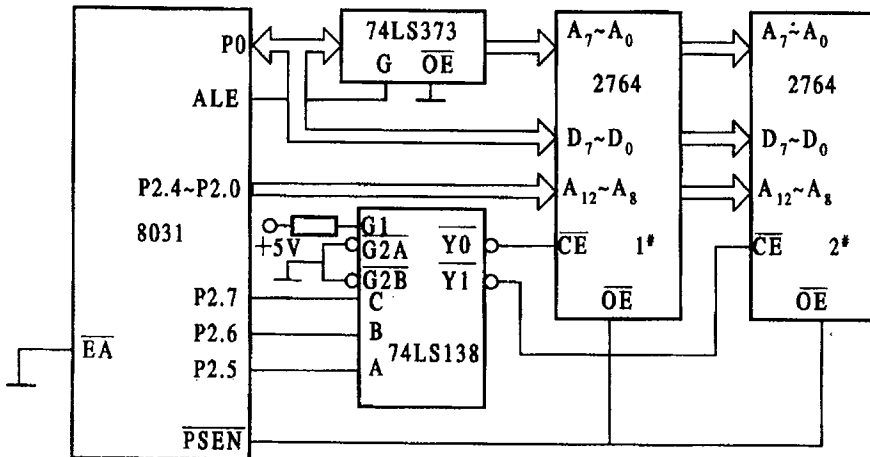 P0
ALE
P2.4~P2.0
8031
P2.7
P2.6
P2.5
EA
PSEN
74LS373
G OE
+5V
G1
G2A
G2B
C
B
A
Y0
Y1
74LS138
A7~A0
2764
D7~D0
A12~A8
CE 1#
OE
A7~A0
2764
D7~D0
A12~A8
CE 2#
OE